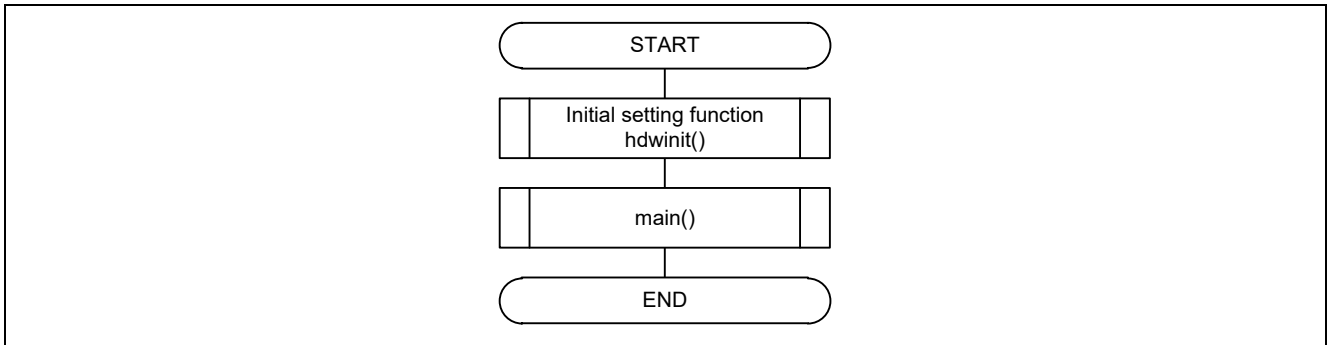 START
Initial setting function
hdwinit()
main()
END